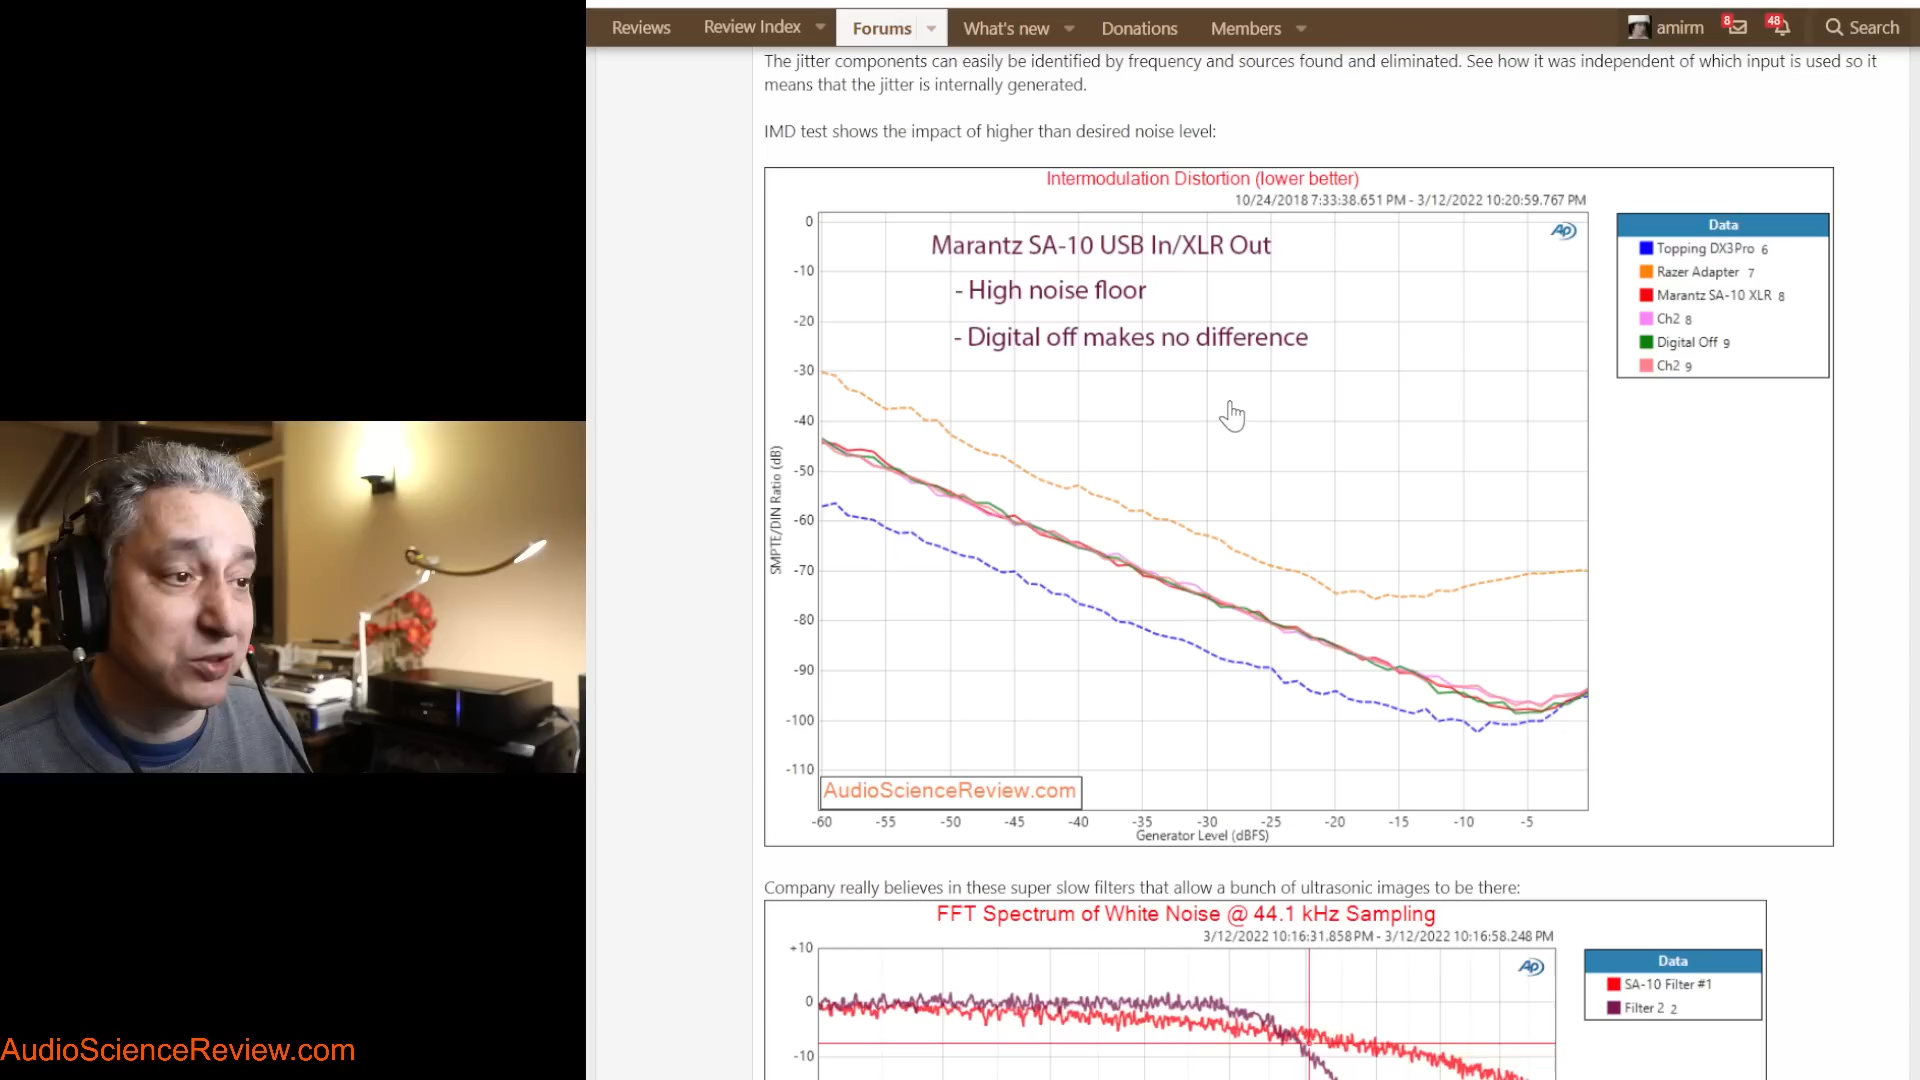 Reviews Review Index Forums What's new Donations Members amirm 8 48 Search
The jitter components can easily be identified by frequency and sources found and eliminated. See how it was independent of which input is used so it
means that the jitter is internally generated.
IMD test shows the impact of higher than desired noise level:
Intermodulation Distortion (lower better)
10/24/2018 7:33:38.651 PM - 3/12/2022 10:20:59.767 PM
Marantz SA-10 USB In/XLR Out
- High noise floor
- Digital off makes no difference
AP
Data
Topping DX3Pro 6
Razer Adapter 7
Marantz SA-10 XLR 8
Ch2 8
Digital Off 9
Ch2 9
SMPTE/DIN Ratio (dB)
0
-10
-20
-30
-40
-50
-60
-70
-80
-90
-100
-110
AudioScienceReview.com
-60 -55 -50 -45 -40 -35 -30 -25 -20 -15 -10 -5
Generator Level (dBFS)
Company really believes in these super slow filters that allow a bunch of ultrasonic images to be there:
FFT Spectrum of White Noise @ 44.1 kHz Sampling
3/12/2022 10:16:31.858 PM - 3/12/2022 10:16:58.248 PM
+10
0
-10
AP
Data
SA-10 Filter #1
Filter 2 2
AudioScienceReview.com